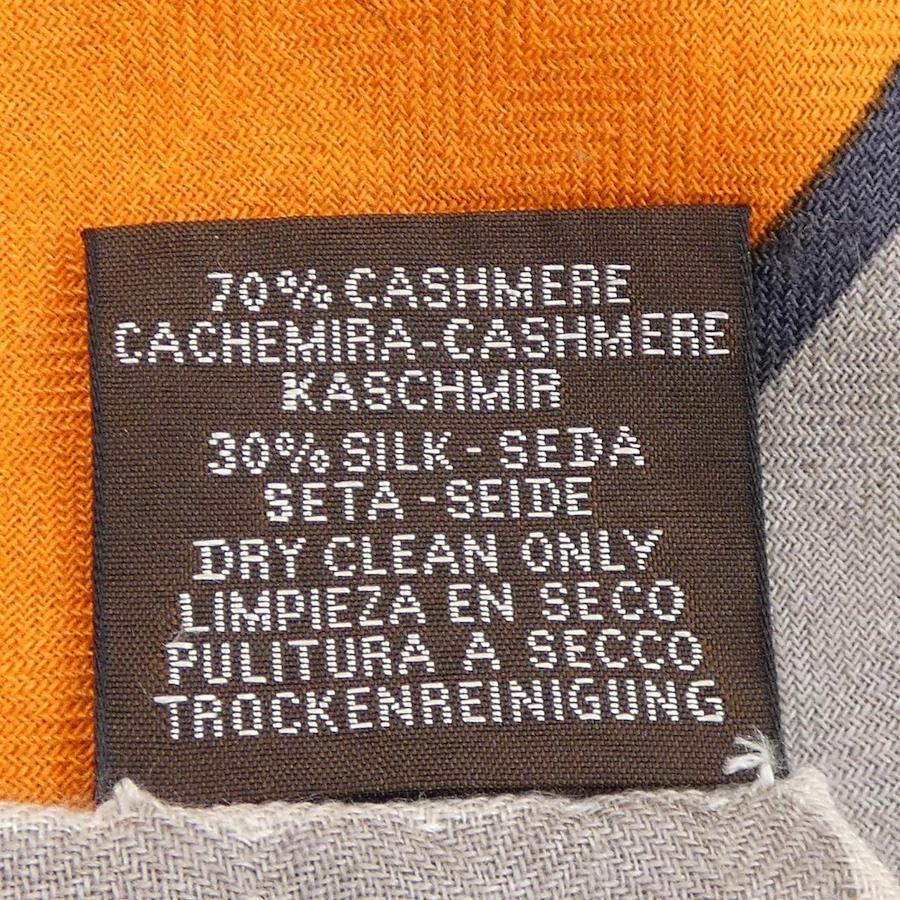 70% CASHMERE
CACHEMIRA-CASHMERE
KASCHMIR
30% SILK - SEDA
SETA - SEIDE
DRY CLEAN ONLY
LIMPIEZA EN SECO
PULITURA A SECCO
TROCKENREINIGUNG